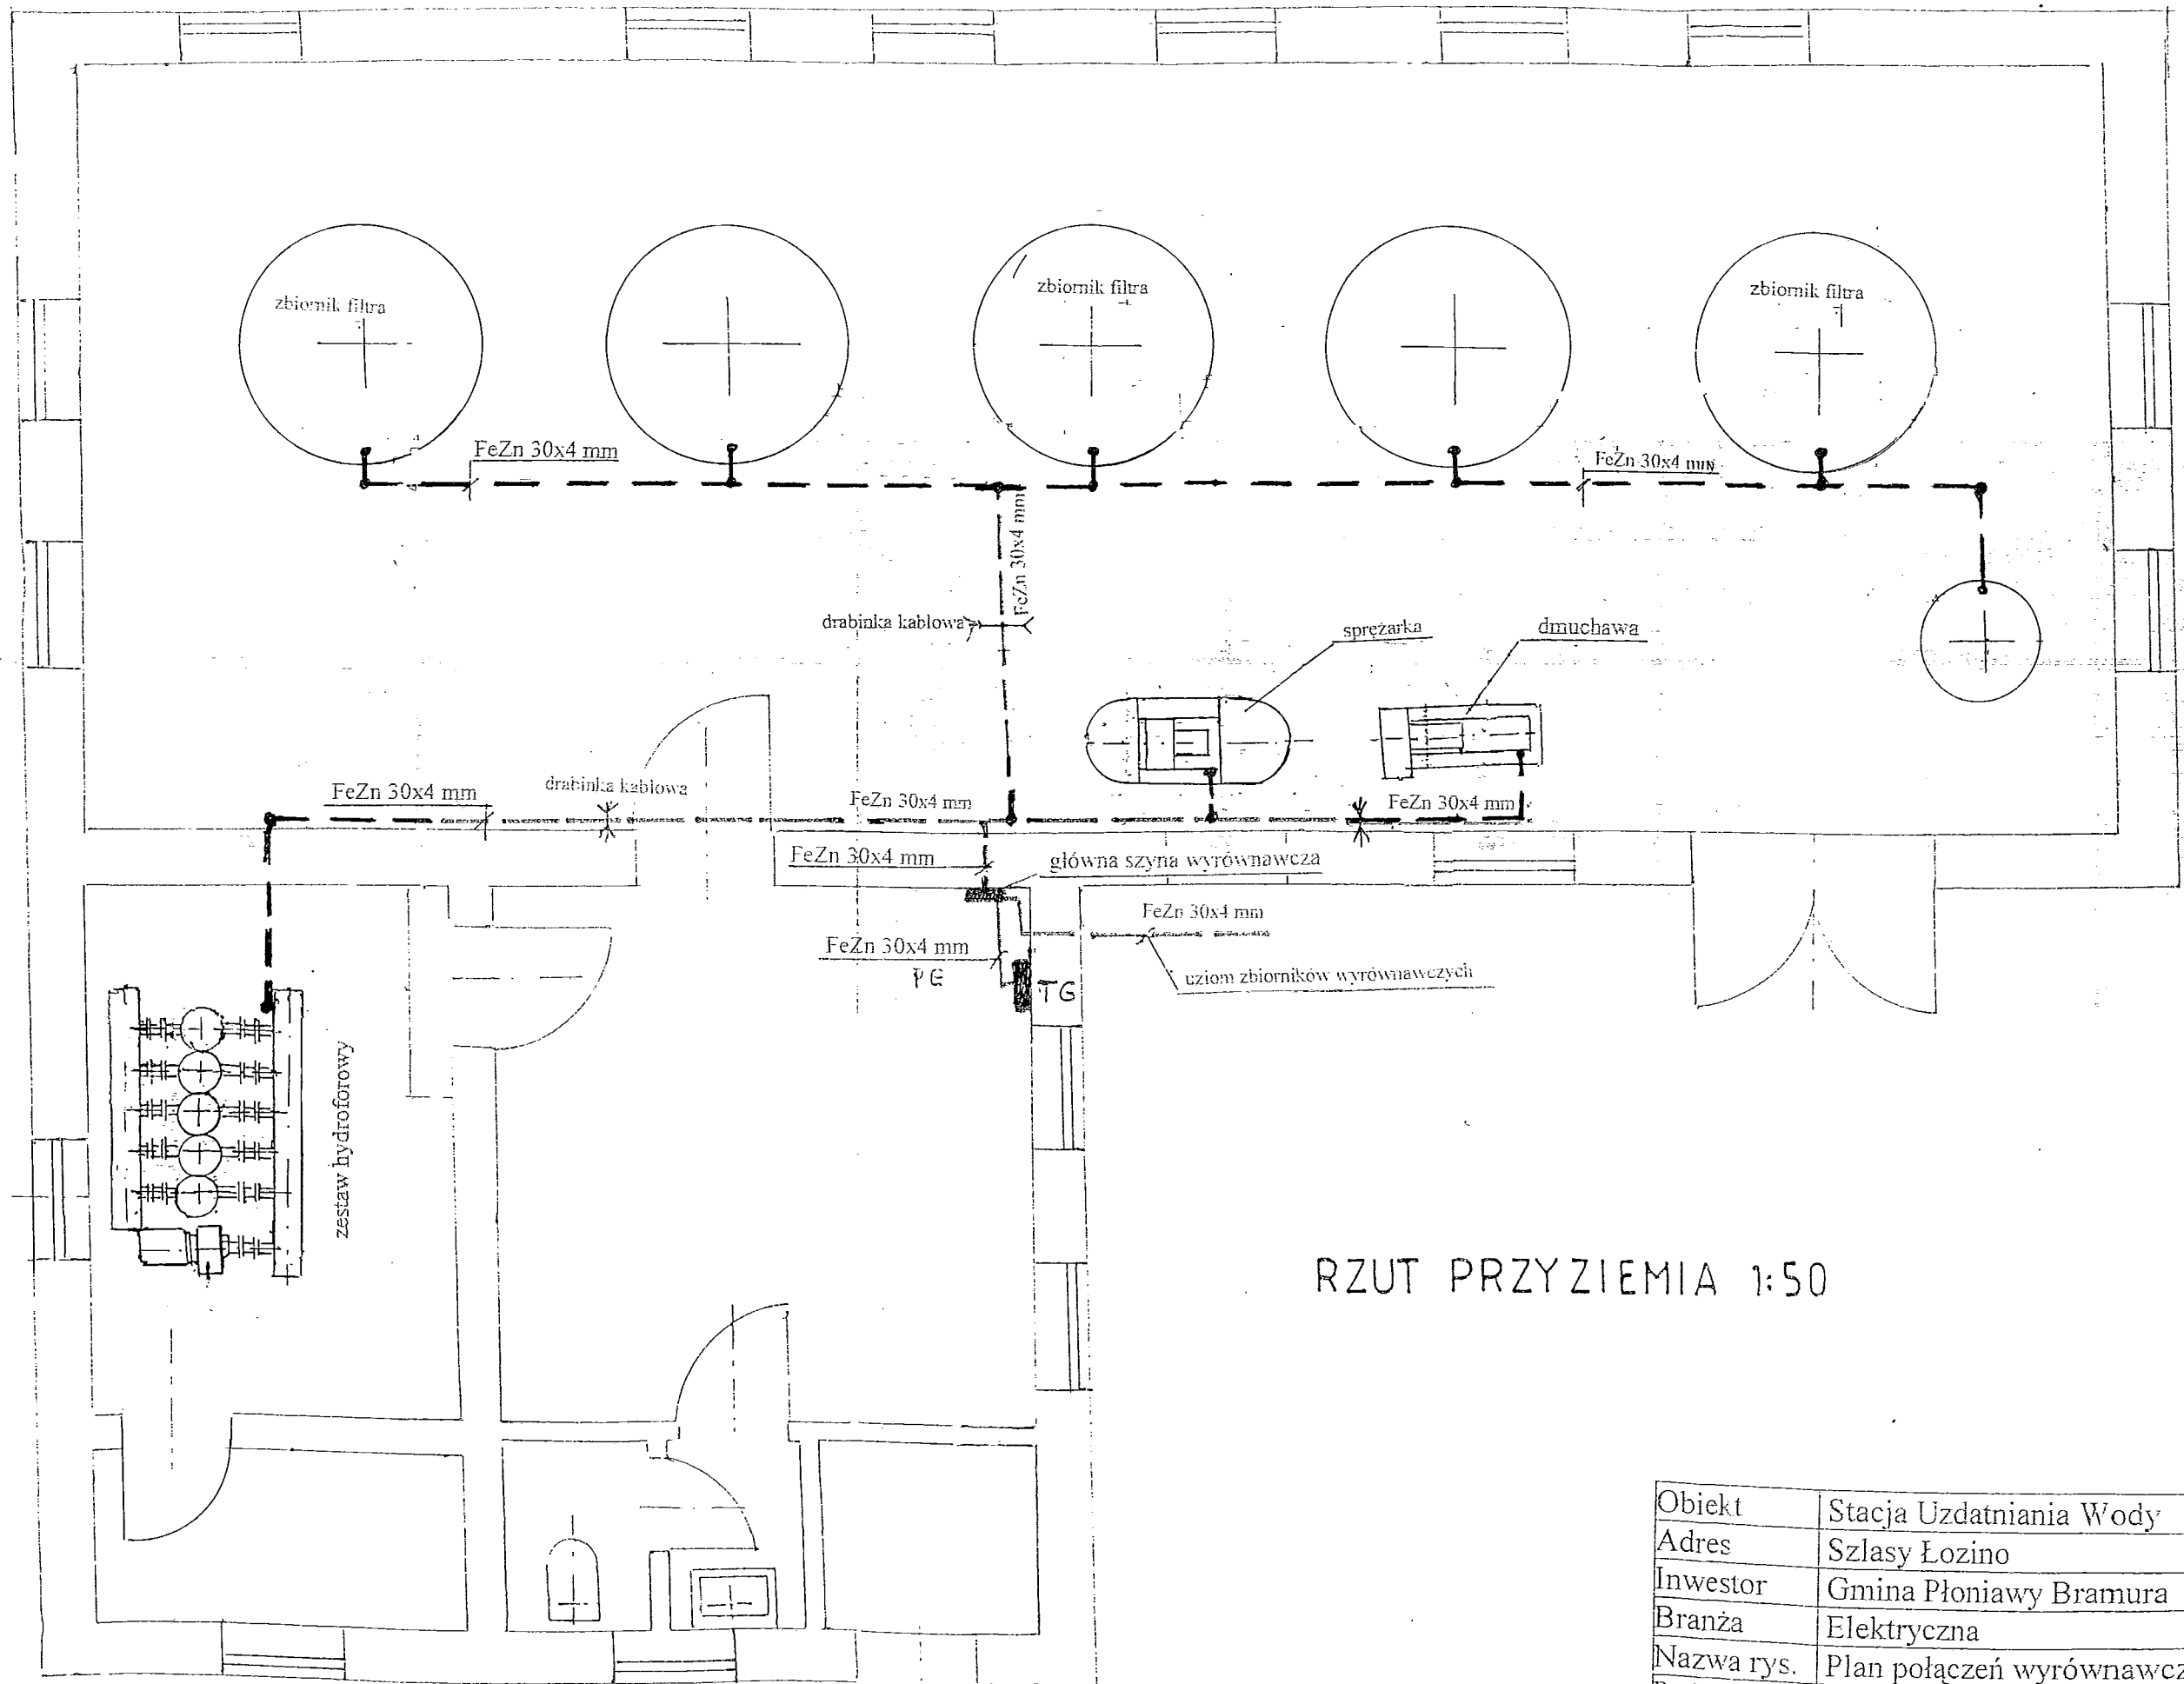 zbiornik filtra
zbiornik filtra
zbiornik filtra
FeZn 30x4 mm
FeZn 30x4 mm
FeZn 30x4 mm
drabinka kablowa
sprężarka
dmuchawa
FeZn 30x4 mm
drabinka kablowa
FeZn 30x4 mm
FeZn 30x4 mm
FeZn 30x4 mm
główna szyna wyrównawcza
FeZn 30x4 mm
FeZn 30x4 mm
PE
TG
uziom zbiorników wyrównawczych
zestaw hydroforowy
RZUT PRZYZIEMIA 1:50
Obiekt Stacja Uzdatniania Wody
Adres Szlasy Łozino
Inwestor Gmina Płoniawy Bramura
Branża Elektryczna
Nazwa rys. Plan połączeń wyrównawcz